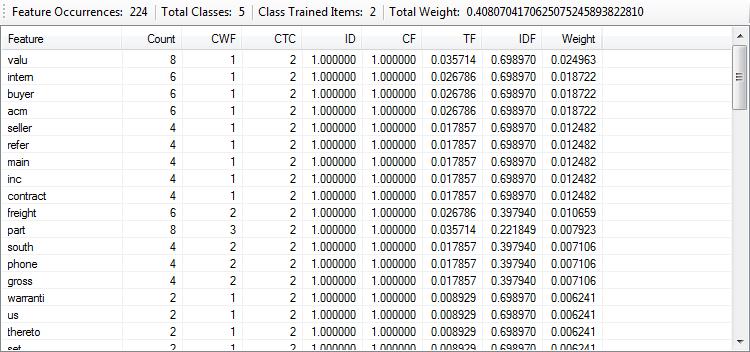 Feature Occurrences: 224 Total Classes: 5 Class Trained Items: 2 Total Weight: 0.4080704170625075245893822810
Feature Count CWF CTC ID CF TF IDF Weight
valu 8 1 2 1.000000 1.000000 0.035714 0.698970 0.024963
intern 6 1 2 1.000000 1.000000 0.026786 0.698970 0.018722
buyer 6 1 2 1.000000 1.000000 0.026786 0.698970 0.018722
acm 6 1 2 1.000000 1.000000 0.026786 0.698970 0.018722
seller 4 1 2 1.000000 1.000000 0.017857 0.698970 0.012482
refer 4 1 2 1.000000 1.000000 0.017857 0.698970 0.012482
main 4 1 2 1.000000 1.000000 0.017857 0.698970 0.012482
inc 4 1 2 1.000000 1.000000 0.017857 0.698970 0.012482
contract 4 1 2 1.000000 1.000000 0.017857 0.698970 0.012482
freight 6 2 2 1.000000 1.000000 0.026786 0.397940 0.010659
part 8 3 2 1.000000 1.000000 0.035714 0.221849 0.007923
south 4 2 2 1.000000 1.000000 0.017857 0.397940 0.007106
phone 4 2 2 1.000000 1.000000 0.017857 0.397940 0.007106
gross 4 2 2 1.000000 1.000000 0.017857 0.397940 0.007106
warranti 2 1 2 1.000000 1.000000 0.008929 0.698970 0.006241
us 2 1 2 1.000000 1.000000 0.008929 0.698970 0.006241
thereto 2 1 2 1.000000 1.000000 0.008929 0.698970 0.006241
set 2 1 2 1.000000 1.000000 0.008929 0.698970 0.006241